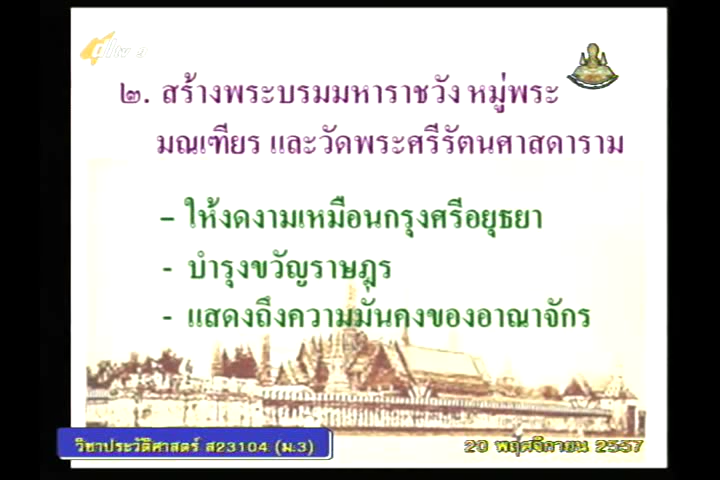 ๒. สร้างพระบรมมหาราชวัง หมู่พระ
มณเฑียร และวัดพระศรีรัตนศาสดาราม
– ให้งดงามเหมือนกรุงศรีอยุธยา
- บำรุงขวัญราษฎร
- แสดงถึงความมั่นคงของอาณาจักร
วิชาประวัติศาสตร์ ส23104 (ม.3)
20 พฤศจิกายน 2557